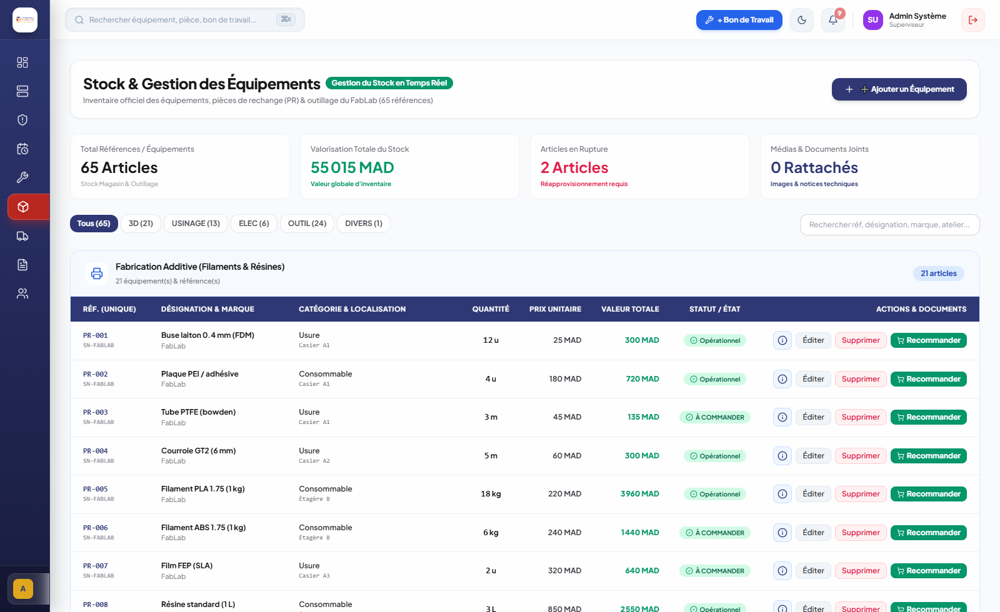 Rechercher équipement, pièce, bon de travail...
⌘K
+ Bon de Travail
9
SU
Admin Système
Superviseur
Stock & Gestion des Équipements
Gestion du Stock en Temps Réel
Inventaire officiel des équipements, pièces de rechange (PR) & outillage du FabLab (65 références)
+ Ajouter un Équipement
Total Références / Équipements
65 Articles
Stock Magasin & Outillage
Valorisation Totale du Stock
55 015 MAD
Valeur globale d'inventaire
Articles en Rupture
2 Articles
Réapprovisionnement requis
Médias & Documents Joints
0 Rattachés
Images & notices techniques
Tous (65)
3D (21)
USINAGE (13)
ELEC (6)
OUTIL (24)
DIVERS (1)
Rechercher réf, désignation, marque, atelier...
Fabrication Additive (Filaments & Résines)
21 équipement(s) & référence(s)
21 articles
RÉF. (UNIQUE) DÉSIGNATION & MARQUE CATÉGORIE & LOCALISATION QUANTITÉ PRIX UNITAIRE VALEUR TOTALE STATUT / ÉTAT ACTIONS & DOCUMENTS
PR-001 Buse laiton 0.4 mm (FDM) Usure 12 u 25 MAD 300 MAD Opérationnel Éditer Supprimer Recommander
SN-FABLAB FabLab Casier A1
PR-002 Plaque PEI / adhésive Consommable 4 u 180 MAD 720 MAD Opérationnel Éditer Supprimer Recommander
SN-FABLAB FabLab Casier A1
PR-003 Tube PTFE (bowden) Usure 3 m 45 MAD 135 MAD À COMMANDER Éditer Supprimer Recommander
SN-FABLAB FabLab Casier A1
PR-004 Courroie GT2 (6 mm) Usure 5 m 60 MAD 300 MAD Opérationnel Éditer Supprimer Recommander
SN-FABLAB FabLab Casier A2
PR-005 Filament PLA 1.75 (1 kg) Consommable 18 kg 220 MAD 3 960 MAD Opérationnel Éditer Supprimer Recommander
SN-FABLAB FabLab Étagère B
PR-006 Filament ABS 1.75 (1 kg) Consommable 6 kg 240 MAD 1 440 MAD À COMMANDER Éditer Supprimer Recommander
SN-FABLAB FabLab Étagère B
PR-007 Film FEP (SLA) Usure 2 u 320 MAD 640 MAD À COMMANDER Éditer Supprimer Recommander
SN-FABLAB FabLab Casier A3
PR-008 Résine standard (1 L) Consommable 3 L 850 MAD 2 550 MAD Opérationnel Éditer Supprimer Recommander
A